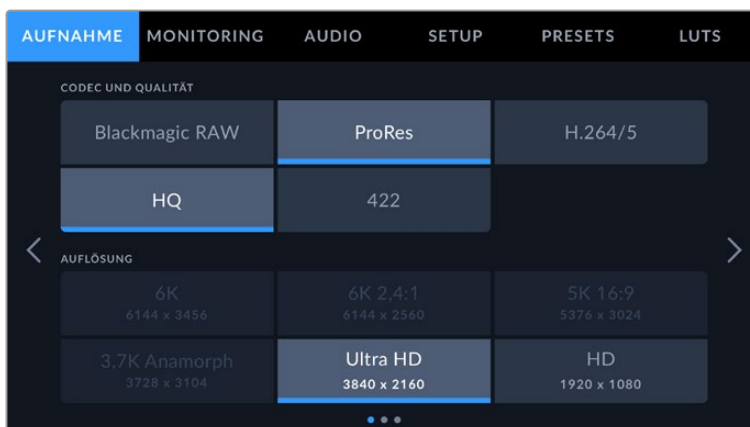 AUFNAHME MONITORING AUDIO SETUP PRESETS LUTS
CODEC UND QUALITÄT
Blackmagic RAW ProRes H.264/5
HQ 422
AUFLÖSUNG
6K 6K 2,4:1 5K 16:9
6144 x 3456 6144 x 2560 5376 x 3024
3,7K Anamorph Ultra HD HD
3728 x 3104 3840 x 2160 1920 x 1080